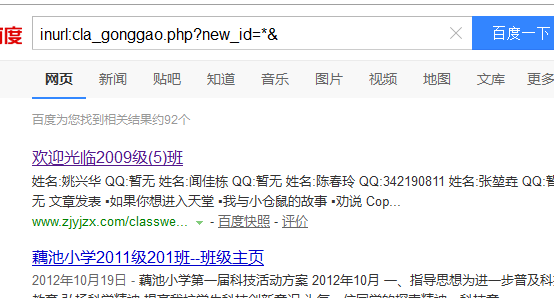 百度
inurl:cla_gonggao.php?new_id=*&
百度一下
网页 新闻 贴吧 知道 音乐 图片 视频 地图 文库 更多
百度为您找到相关结果约92个
欢迎光临2009级(5)班
姓名:姚兴华 QQ:暂无 姓名:闻佳栋 QQ:暂无 姓名:陈春玲 QQ:342190811 姓名:张堃垚 QQ:暂
无 文章发表 •如果你想进入天堂 •我与小仓鼠的故事 •劝说 Cop...
www.zjyjzx.com/classwe... - 百度快照 - 评价
藕池小学2011级201班--班级主页
2012年10月19日 - 藕池小学第一届科技活动方案 2012年10月 一、指导思想为进一步普及科